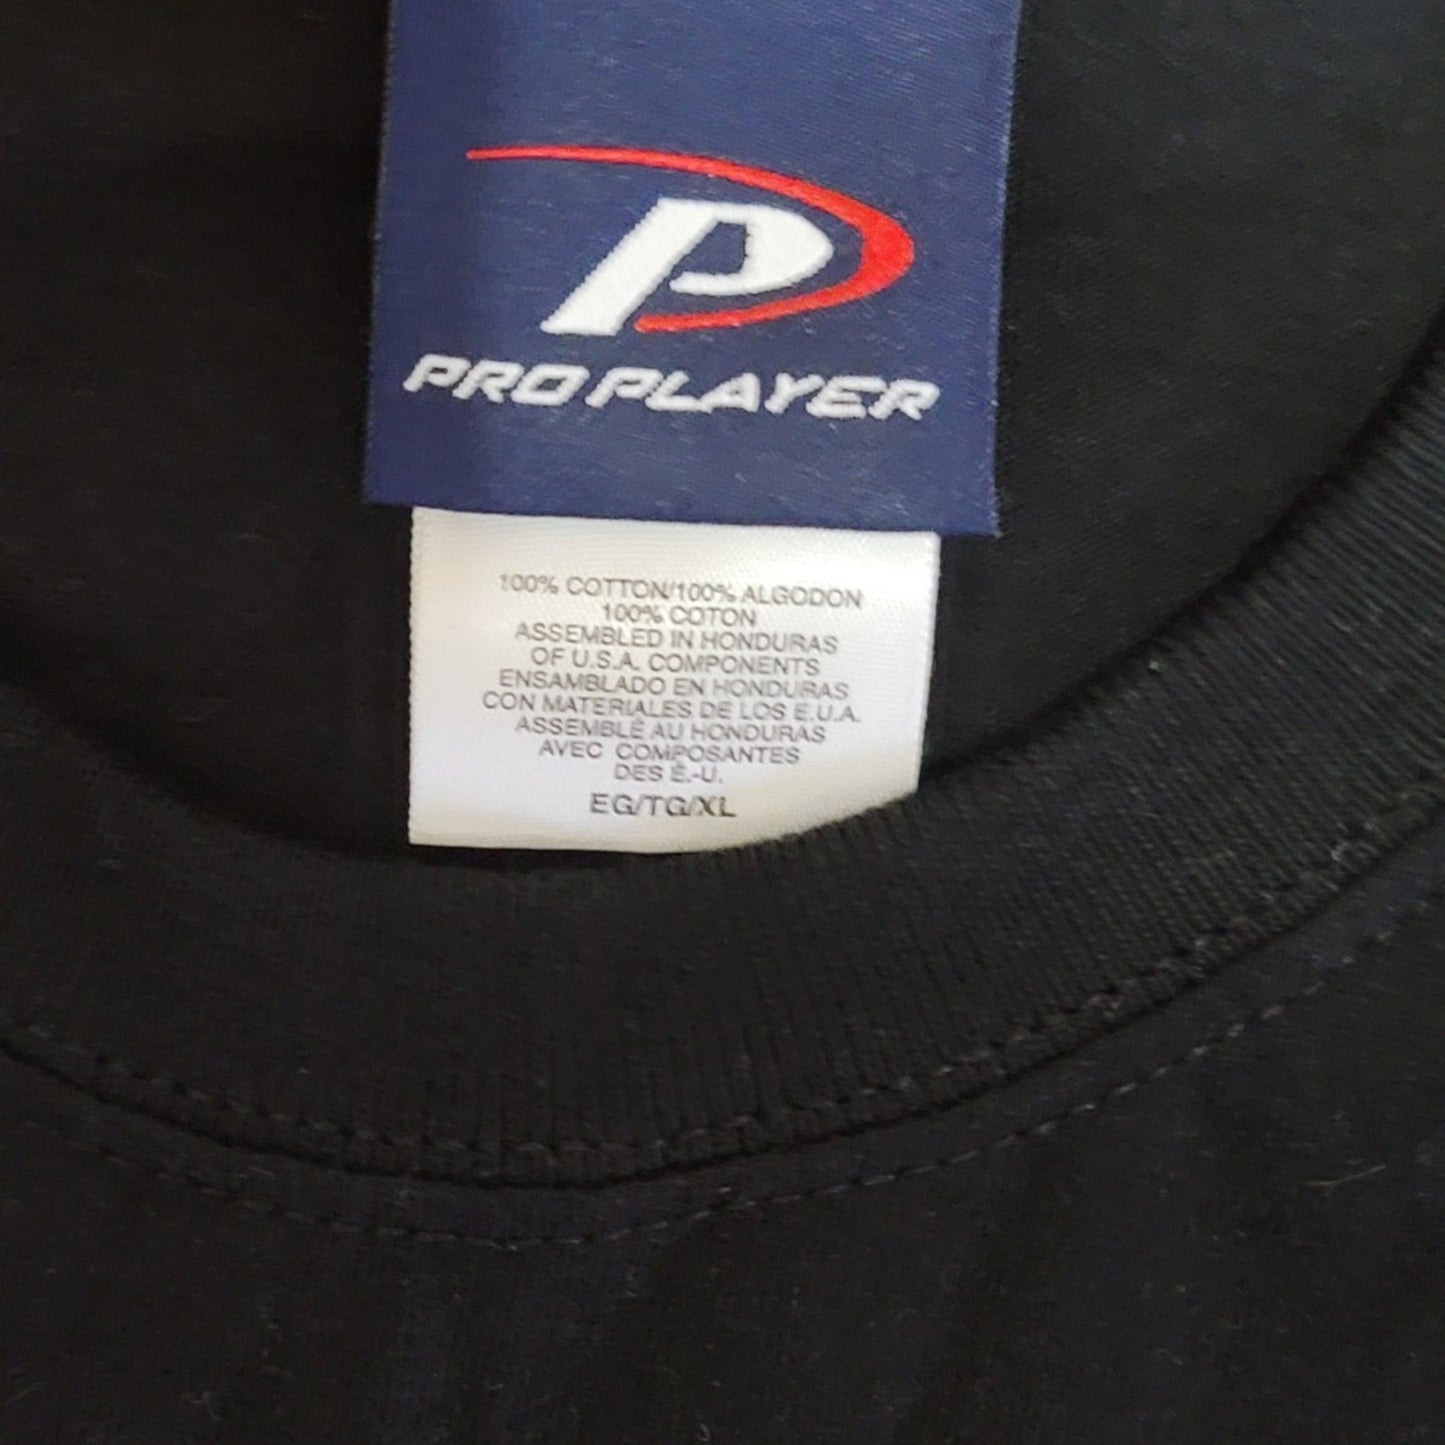 PRO PLAYER
100% COTTON/100% ALGODON
100% COTON
ASSEMBLED IN HONDURAS
OF U.S.A. COMPONENTS
ENSAMBLADO EN HONDURAS
CON MATERIALES DE LOS E.U.A.
ASSEMBLÉ AU HONDURAS
AVEC COMPOSANTES
DES É.-U.
EG/TG/XL